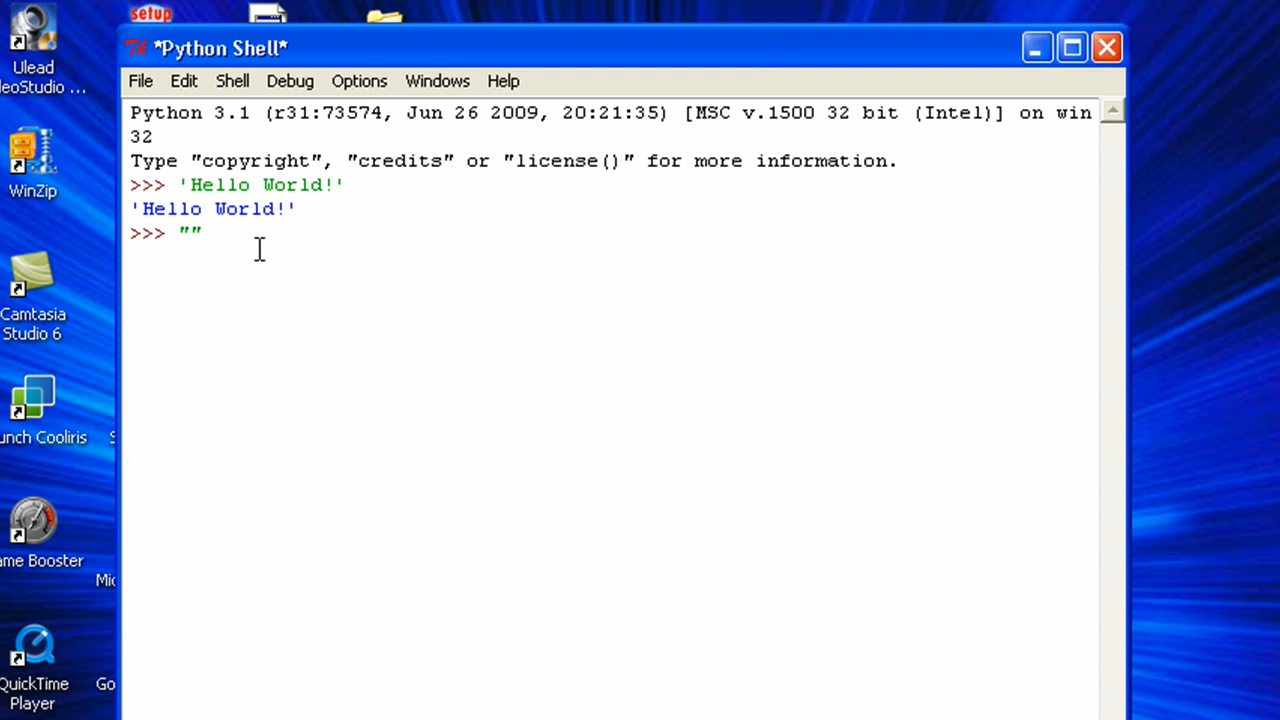 setup
*Python Shell*
File Edit Shell Debug Options Windows Help
Python 3.1 (r31:73574, Jun 26 2009, 20:21:35) [MSC v.1500 32 bit (Intel)] on win
32
Type "copyright", "credits" or "license()" for more information.
>>> 'Hello World!'
'Hello World!'
>>> ""
Ulead
leoStudio ...
WinZip
Camtasia
Studio 6
unch Cooliris
ame Booster
Mic
QuickTime
Player
Go